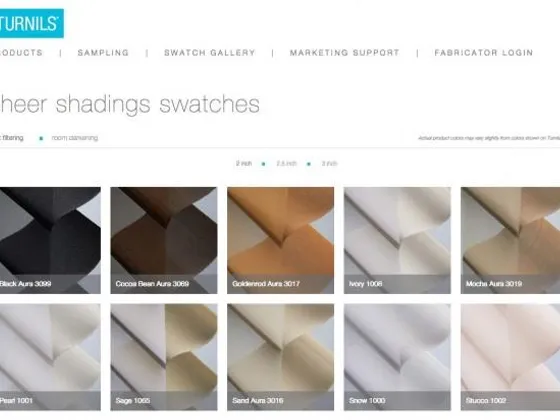 TURNILS
ODUCTS | SAMPLING | SWATCH GALLERY | MARKETING SUPPORT | FABRICATOR LOGIN
heer shadings swatches
filtering room darkening
Actual product colors may vary slightly from colors shown on Turnils
2 inch 2.5 inch 3 inch
Black Aura 3099 Cocoa Bean Aura 3069 Goldenrod Aura 3017 Ivory 1006 Mocha Aura 3019
Pearl 1001 Sage 1065 Sand Aura 3016 Snow 1000 Stucco 1002